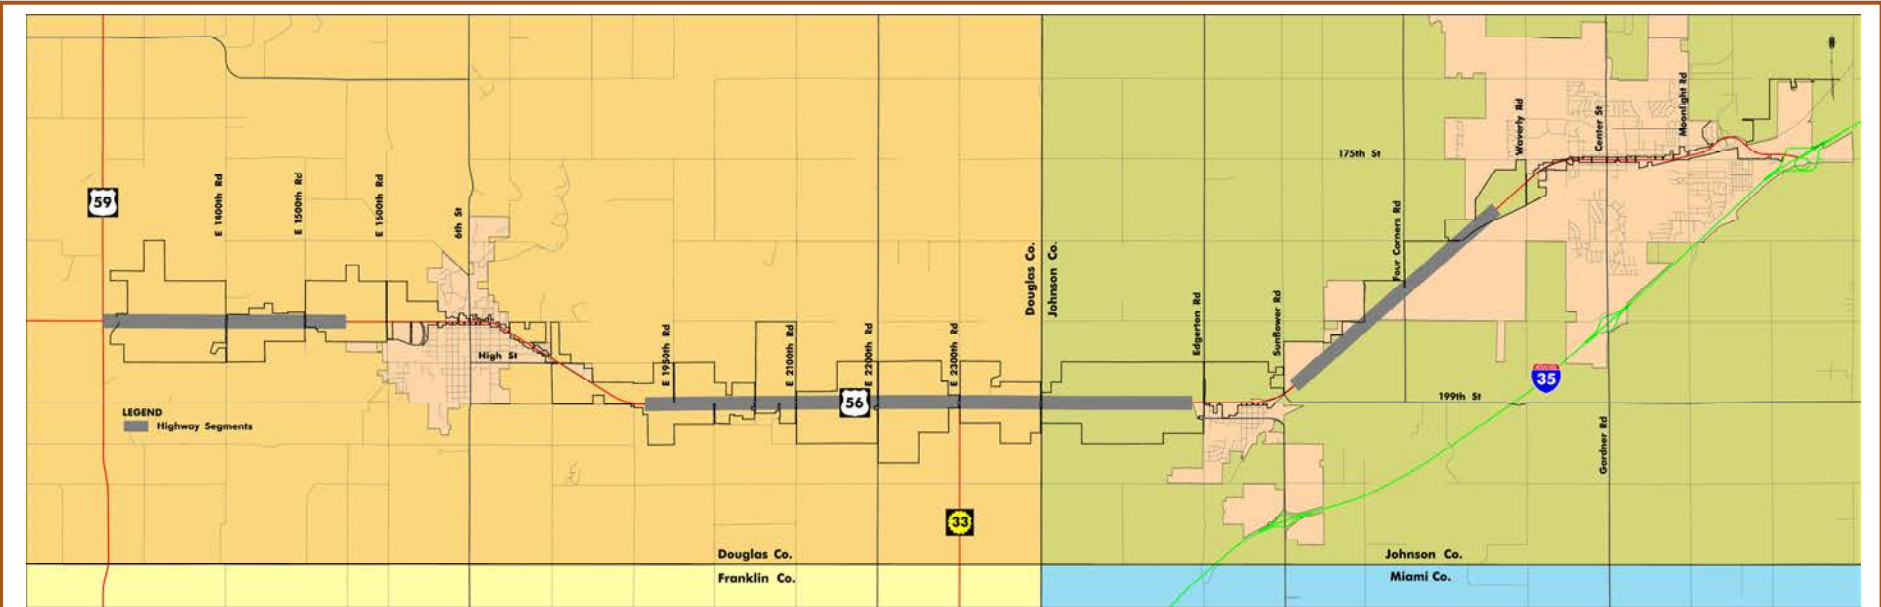 Moonlight Rd
Waverly Rd
Center St
175th St
59
E 1400th Rd
E 1500th Rd
E 1600th Rd
6th St
Four Corners Rd
Douglas Co.
Johnson Co.
Edgerton Rd
Sunflower Rd
High St
E 1950th Rd
E 2100th Rd
E 2200th Rd
E 2300th Rd
35
56
199th St
LEGEND
Highway Segments
Gardner Rd
33
Douglas Co.
Johnson Co.
Franklin Co.
Miami Co.